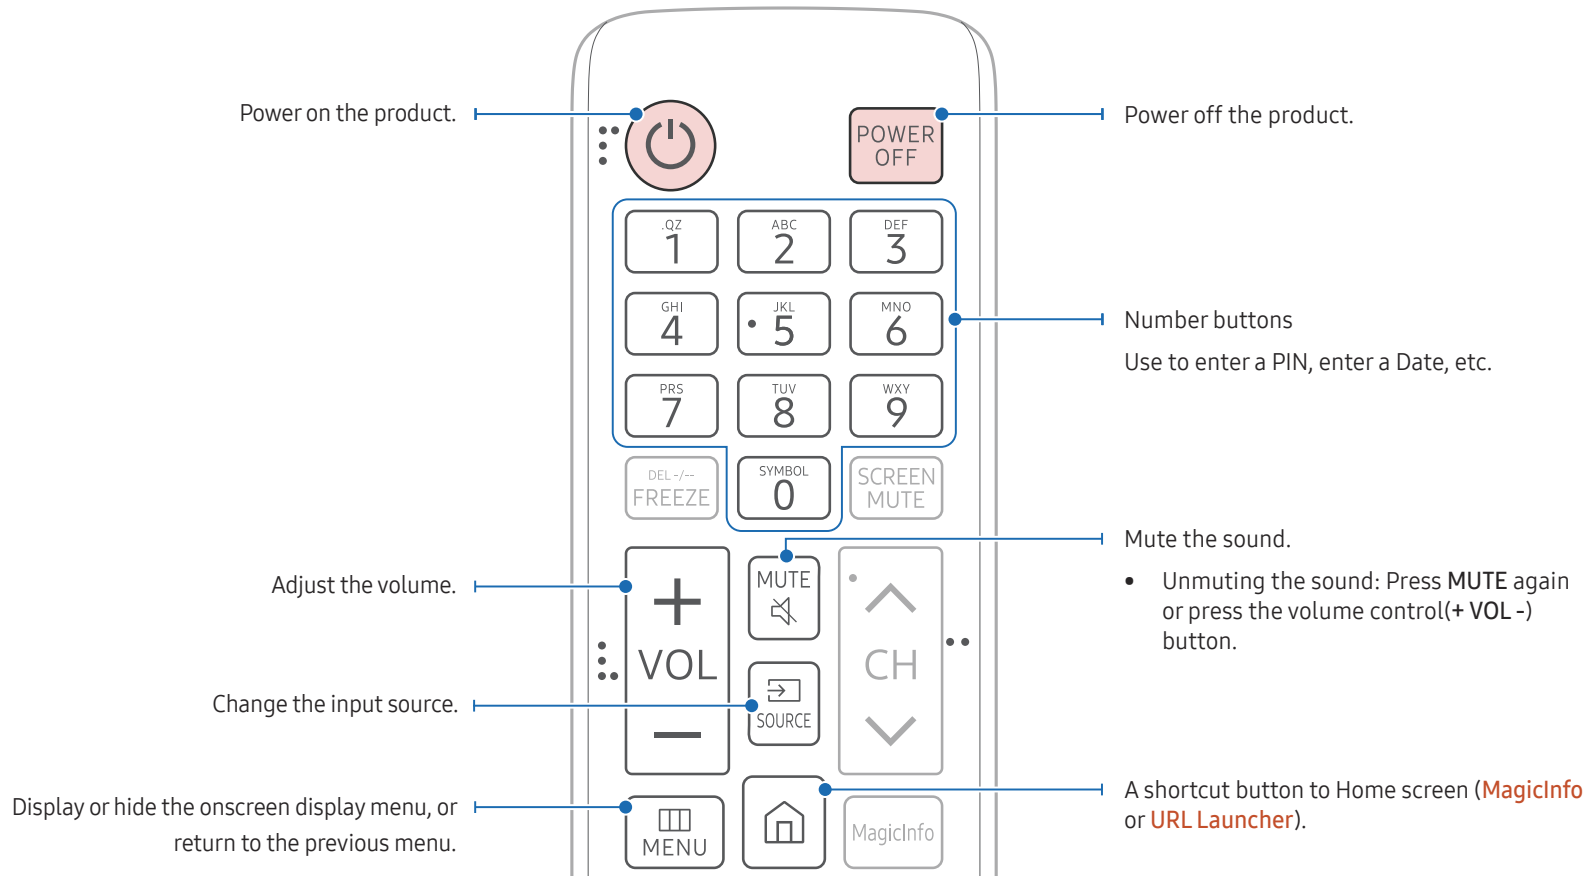 Power on the product.
POWER
OFF
Power off the product.
.QZ
1
ABC
2
DEF
3
GHI
4
JKL
5
MNO
6
Number buttons
Use to enter a PIN, enter a Date, etc.
PRS
7
TUV
8
WXY
9
DEL -/--
FREEZE
SYMBOL
0
SCREEN
MUTE
Mute the sound.
• Unmuting the sound: Press MUTE again
or press the volume control(+ VOL -)
button.
Adjust the volume.
+
VOL
—
MUTE
CH
Change the input source.
SOURCE
Display or hide the onscreen display menu, or
return to the previous menu.
MENU
MagicInfo
A shortcut button to Home screen (MagicInfo
or URL Launcher).